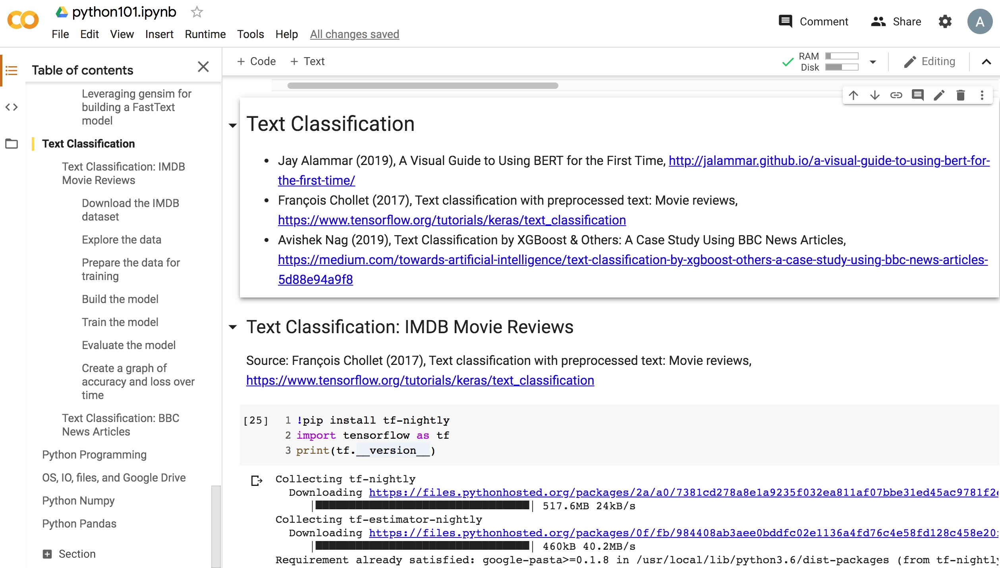 python101.ipynb
File Edit View Insert Runtime Tools Help All changes saved
Comment Share A
Table of contents
Leveraging gensim for
building a FastText
model
Text Classification
Text Classification: IMDB
Movie Reviews
Download the IMDB
dataset
Explore the data
Prepare the data for
training
Build the model
Train the model
Evaluate the model
Create a graph of
accuracy and loss over
time
Text Classification: BBC
News Articles
Python Programming
OS, IO, files, and Google Drive
Python Numpy
Python Pandas
Section
+ Code + Text
RAM
Disk
Editing
Text Classification
• Jay Alammar (2019), A Visual Guide to Using BERT for the First Time, http://jalammar.github.io/a-visual-guide-to-using-bert-for-
the-first-time/
• François Chollet (2017), Text classification with preprocessed text: Movie reviews,
https://www.tensorflow.org/tutorials/keras/text_classification
• Avishek Nag (2019), Text Classification by XGBoost & Others: A Case Study Using BBC News Articles,
https://medium.com/towards-artificial-intelligence/text-classification-by-xgboost-others-a-case-study-using-bbc-news-articles-
5d88e94a9f8
Text Classification: IMDB Movie Reviews
Source: François Chollet (2017), Text classification with preprocessed text: Movie reviews,
https://www.tensorflow.org/tutorials/keras/text_classification
[25] 1 !pip install tf-nightly
2 import tensorflow as tf
3 print(tf.__version__)
Collecting tf-nightly
Downloading https://files.pythonhosted.org/packages/2a/a0/7381cd278a8e1a9235f032ea811af07bbe31ed45ac9781f2
517.6MB 24kB/s
Collecting tf-estimator-nightly
Downloading https://files.pythonhosted.org/packages/0f/fb/984408ab3aee0bddfc02e1136a4fd76c4e58fd128c458e20
460kB 40.2MB/s
Requirement already satisfied: google-pasta>=0.1.8 in /usr/local/lib/python3.6/dist-packages (from tf-nightly